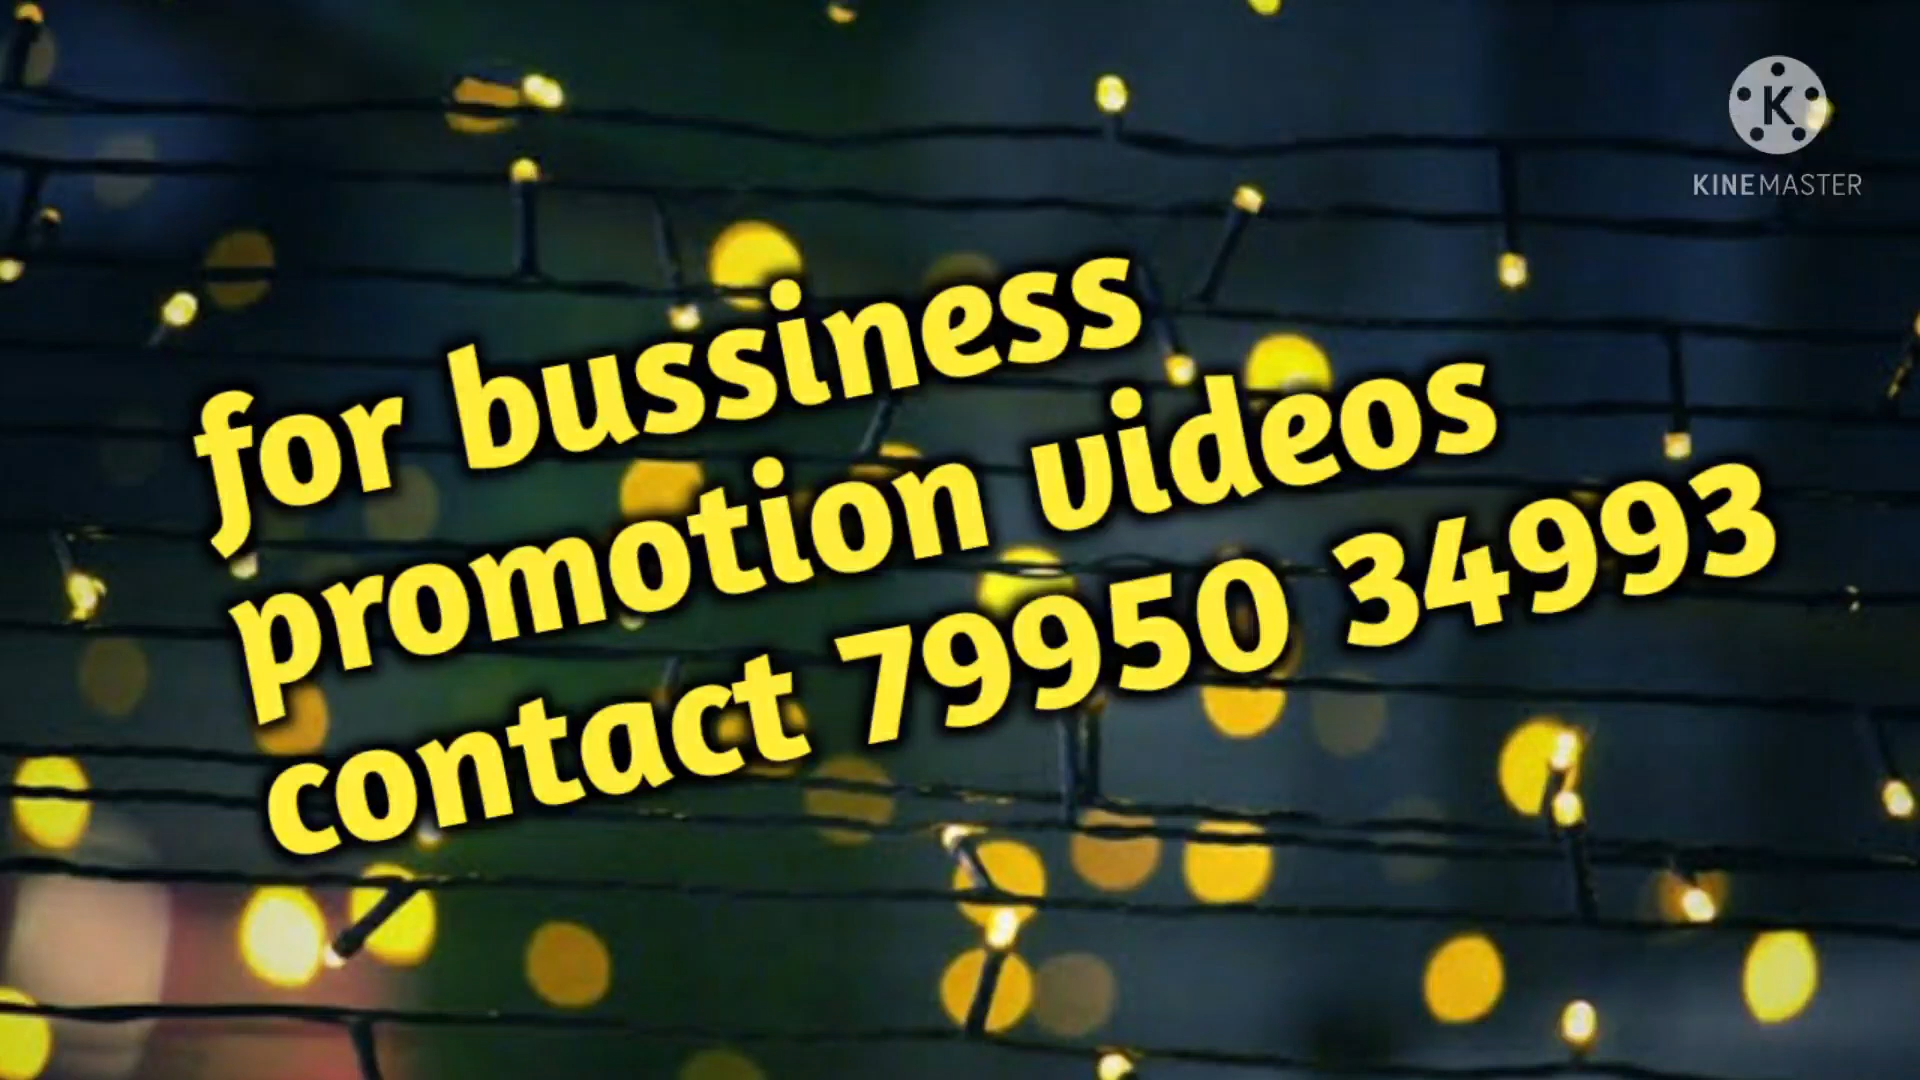 K
KINEMASTER
for bussiness
promotion videos
contact 79950 34993